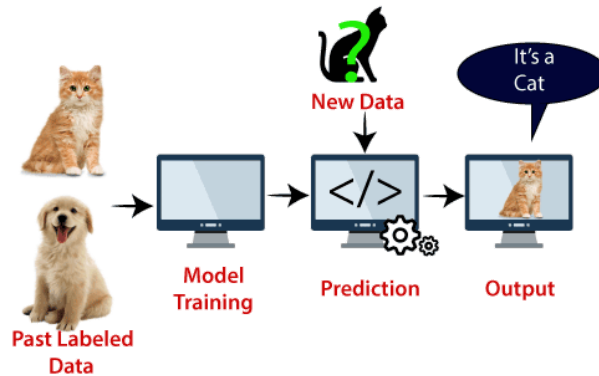 ?
New Data
It's a
Cat
</>
Model
Training
Prediction
Output
Past Labeled
Data